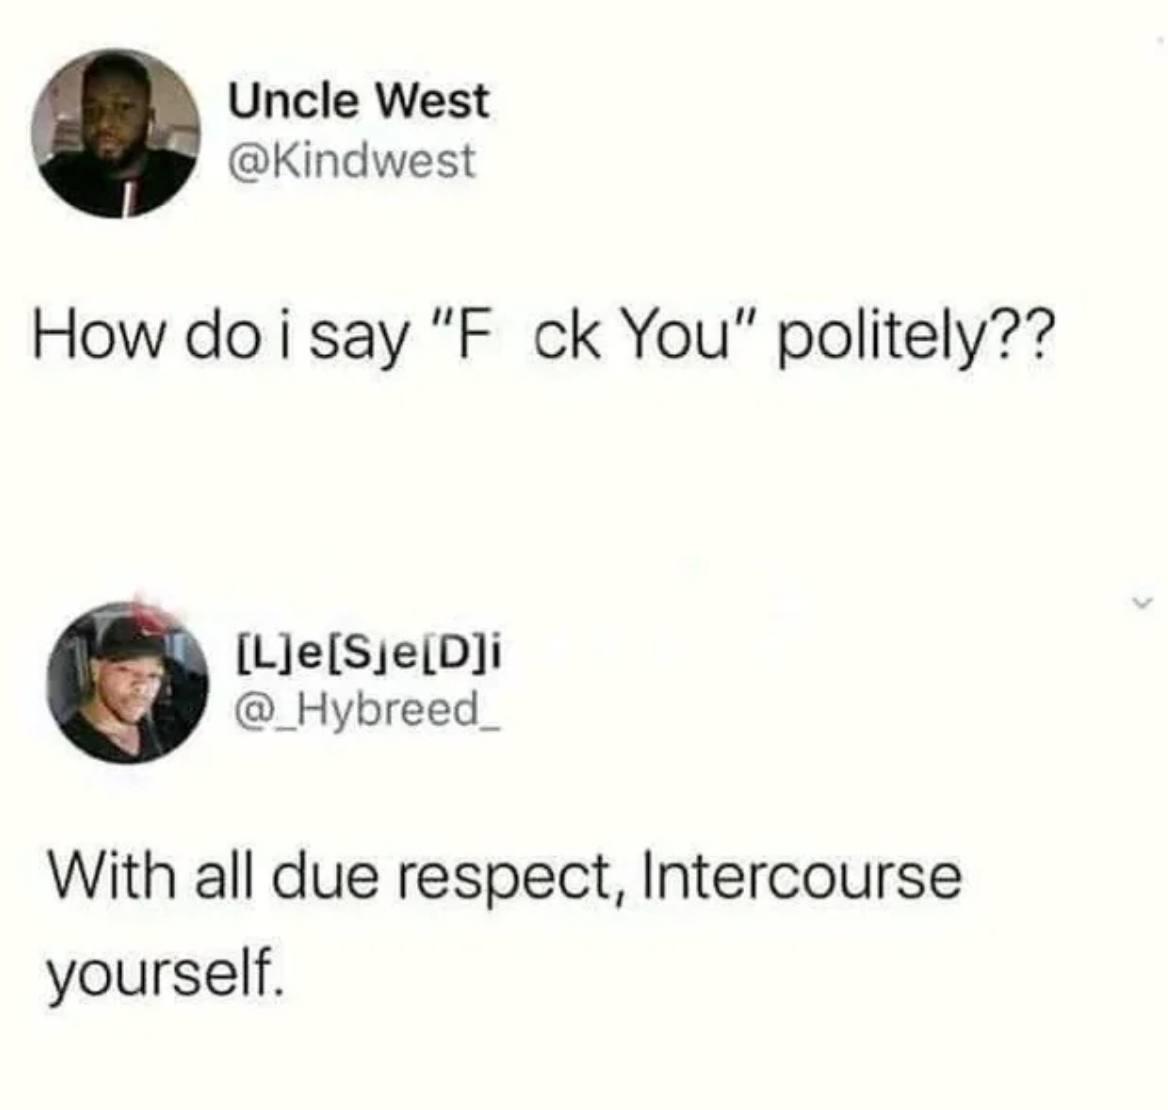 Uncle West
@Kindwest
How do i say "F ck You" politely??
[L]e[S]e[D]i
@_Hybreed_
With all due respect, Intercourse
yourself.